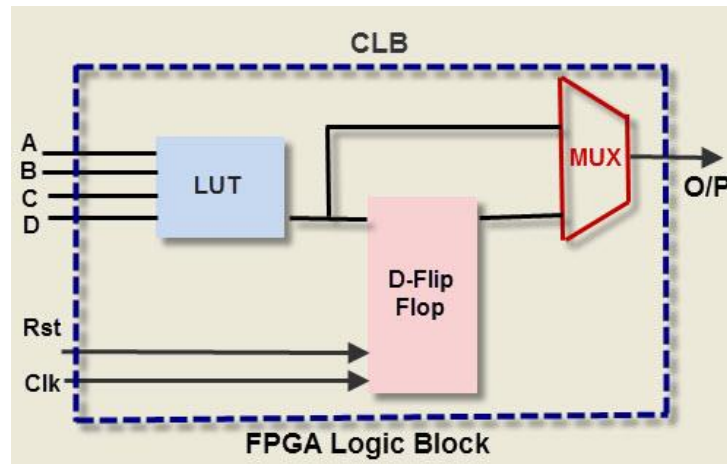 CLB
A
B
C
D
LUT
MUX
O/P
D-Flip
Flop
Rst
Clk
FPGA Logic Block